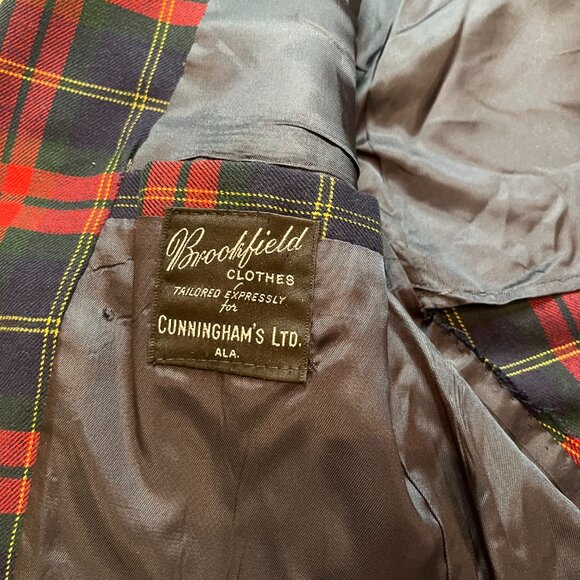 Brookfield
CLOTHES
TAILORED EXPRESSLY
for
CUNNINGHAM'S LTD.
ALA.